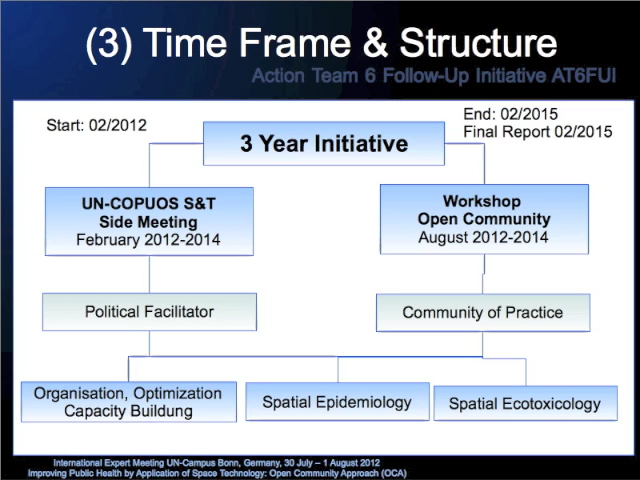 (3) Time Frame & Structure
Action Team 6 Follow-Up Initiative AT6FUI
Start: 02/2012
End: 02/2015
Final Report 02/2015
3 Year Initiative
UN-COPUOS S&T
Side Meeting
February 2012-2014
Workshop
Open Community
August 2012-2014
Political Facilitator
Community of Practice
Organisation, Optimization
Capacity Buildung
Spatial Epidemiology
Spatial Ecotoxicology
International Expert Meeting UN-Campus Bonn, Germany, 30 July – 1 August 2012
Improving Public Health by Application of Space Technology: Open Community Approach (OCA)